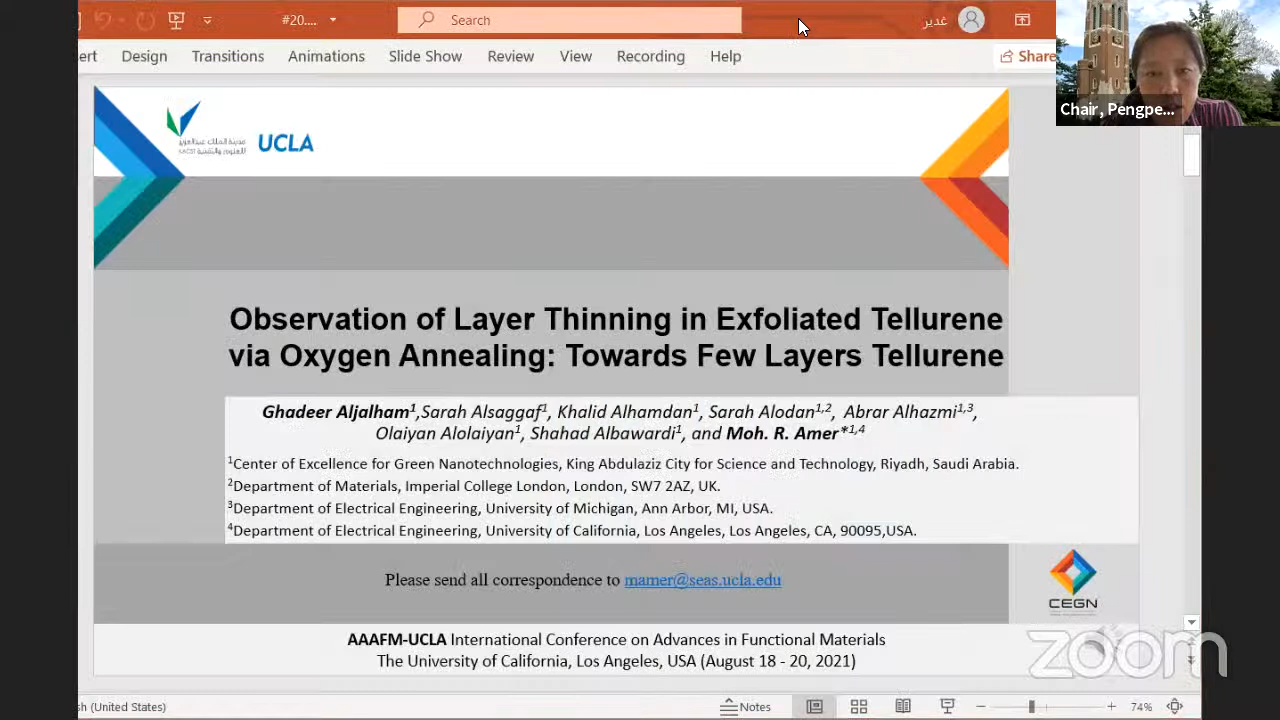 #20....
Search
غدير
ert Design Transitions Animations Slide Show Review View Recording Help
Share
Chair, Pengpe...
مدينة الملك عبدالعزيز
للعلوم والتقنية KACST
UCLA
Observation of Layer Thinning in Exfoliated Tellurene
via Oxygen Annealing: Towards Few Layers Tellurene
Ghadeer Aljalham¹,Sarah Alsaggaf¹, Khalid Alhamdan¹, Sarah Alodan¹,², Abrar Alhazmi¹,³,
Olaiyan Alolaiyan¹, Shahad Albawardi¹, and Moh. R. Amer*¹,⁴
¹Center of Excellence for Green Nanotechnologies, King Abdulaziz City for Science and Technology, Riyadh, Saudi Arabia.
²Department of Materials, Imperial College London, London, SW7 2AZ, UK.
³Department of Electrical Engineering, University of Michigan, Ann Arbor, MI, USA.
⁴Department of Electrical Engineering, University of California, Los Angeles, Los Angeles, CA, 90095,USA.
Please send all correspondence to mamer@seas.ucla.edu
CEGN
AAAFM-UCLA International Conference on Advances in Functional Materials
The University of California, Los Angeles, USA (August 18 - 20, 2021)
zoom
sh (United States)
Notes
74%